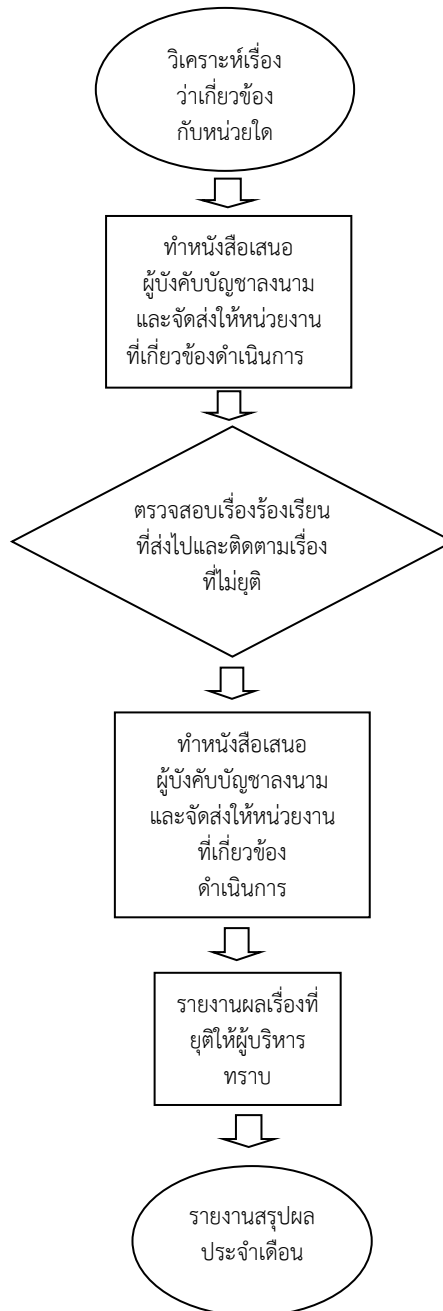 วิเคราะห์เรื่อง
ว่าเกี่ยวข้อง
กับหน่วยใด
ทำหนังสือเสนอ
ผู้บังคับบัญชาลงนาม
และจัดส่งให้หน่วยงาน
ที่เกี่ยวข้องดำเนินการ
ตรวจสอบเรื่องร้องเรียน
ที่ส่งไปและติดตามเรื่อง
ที่ไม่ยุติ
ทำหนังสือเสนอ
ผู้บังคับบัญชาลงนาม
และจัดส่งให้หน่วยงาน
ที่เกี่ยวข้อง
ดำเนินการ
รายงานผลเรื่องที่
ยุติให้ผู้บริหาร
ทราบ
รายงานสรุปผล
ประจำเดือน